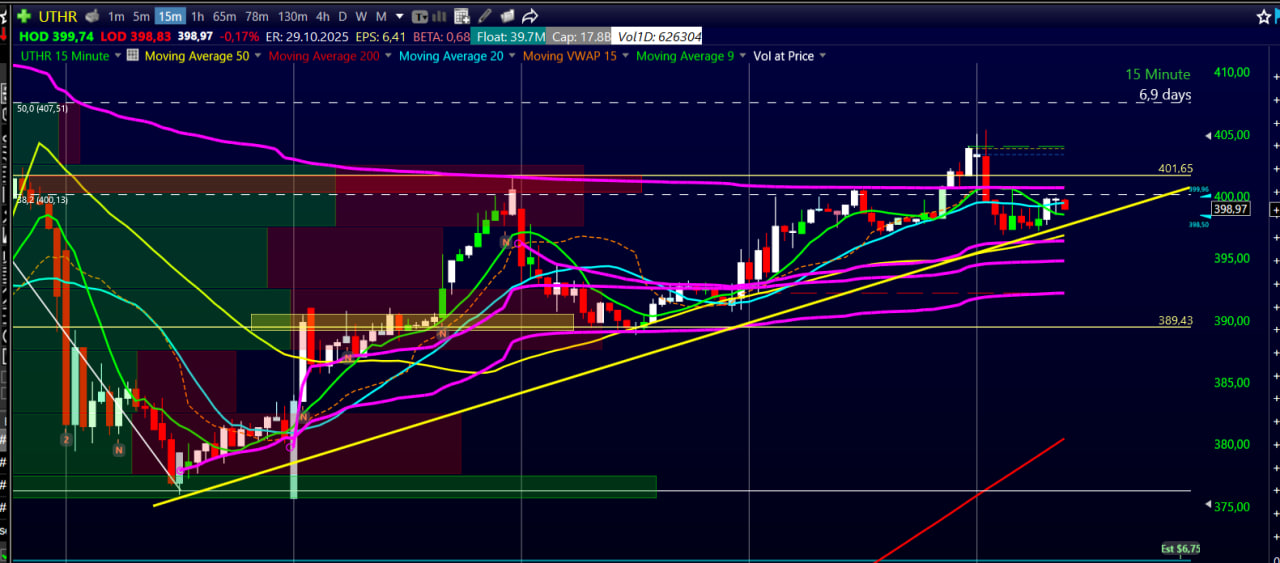 UTHR 1m 5m 15m 1h 65m 78m 130m 4h D W M
HOD 399,74 LOD 398,83 398,97 -0,17% ER: 29.10.2025 EPS: 6,41 BETA: 0,68 Float: 39.7M Cap: 17.8B Vol1D: 626304
UTHR 15 Minute Moving Average 50 Moving Average 200 Moving Average 20 Moving VWAP 15 Moving Average 9 Vol at Price
15 Minute
6,9 days
410,00
50,0 (407,51)
405,00
401,65
38,2 (400,13)
399,96
400,00
398,97
398,50
395,00
N
N
390,00
389,43
N
N
385,00
N
2
N
380,00
375,00
Est $6,75